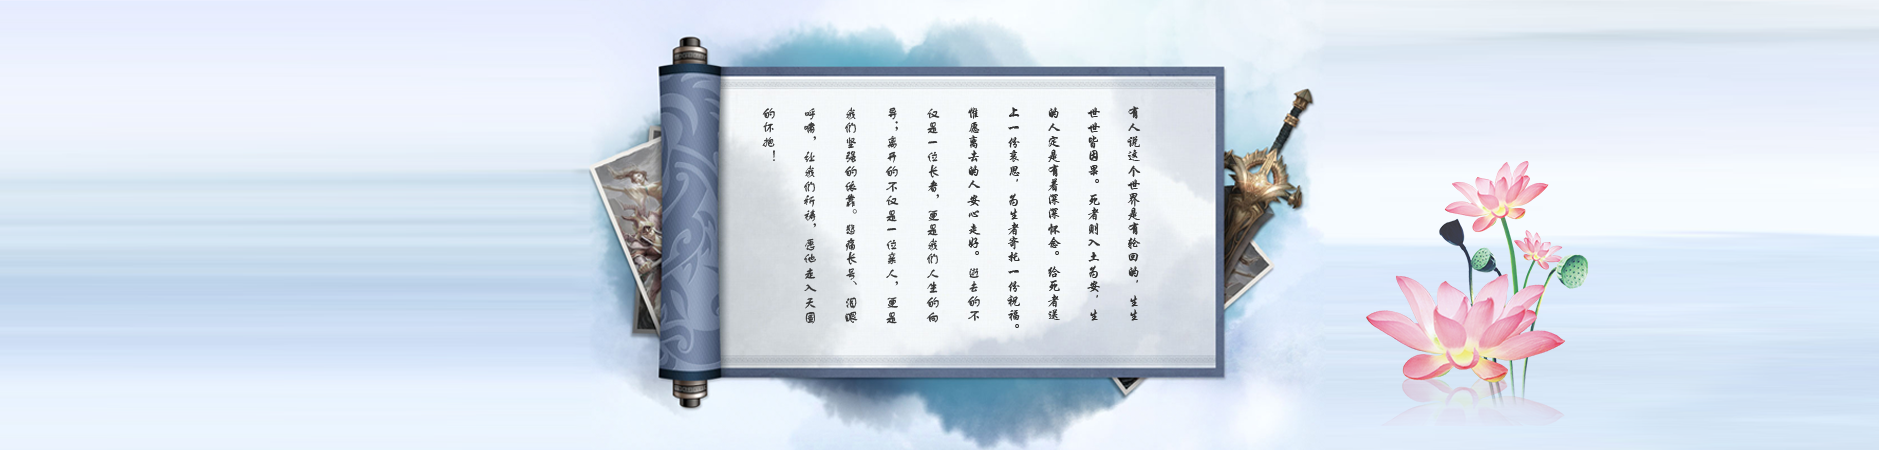 有人说这个世界是有轮回的，生生
世世皆因果。死者则入土为安，生
的人定是有着深深怀念。给死者送
上一份哀思，为生者寄托一份祝福。
惟愿离去的人安心走好。逝去的不
仅是一位长者，更是我们人生的向
导；离开的不仅是一位亲人，更是
我们坚强的依靠。悲痛长号、泪眼
呼啸，让我们祈祷，愿他走入天国
的怀抱！